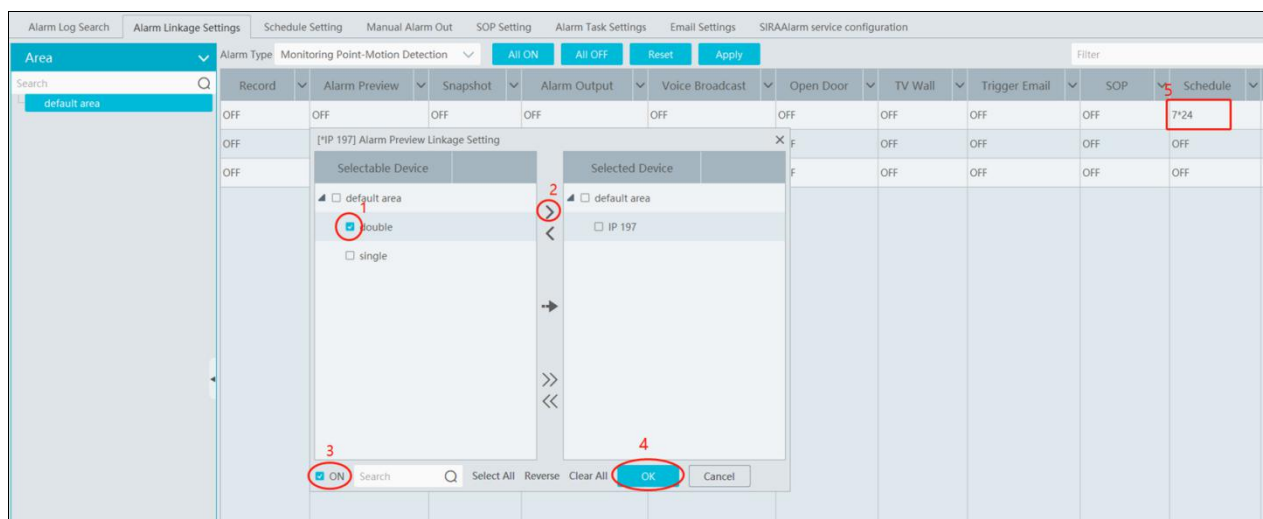 Alarm Log Search Alarm Linkage Settings Schedule Setting Manual Alarm Out SOP Setting Alarm Task Settings Email Settings SIRAAlarm service configuration
Area Alarm Type Monitoring Point-Motion Detection All ON All OFF Reset Apply Filter
Search Record Alarm Preview Snapshot Alarm Output Voice Broadcast Open Door TV Wall Trigger Email SOP 5 Schedule
default area
OFF OFF OFF OFF OFF OFF OFF OFF OFF 7*24
OFF [*IP 197] Alarm Preview Linkage Setting F OFF OFF OFF OFF
OFF Selectable Device Selected Device F OFF OFF OFF OFF
default area 2 default area
1
double IP 197
single
3 4
ON Search Select All Reverse Clear All OK Cancel